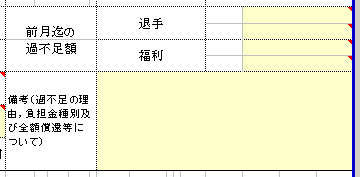 前月迄の
過不足額
退手
福利
備考（過不足の理
由，負担金種別及
び全額償還等に
ついて）